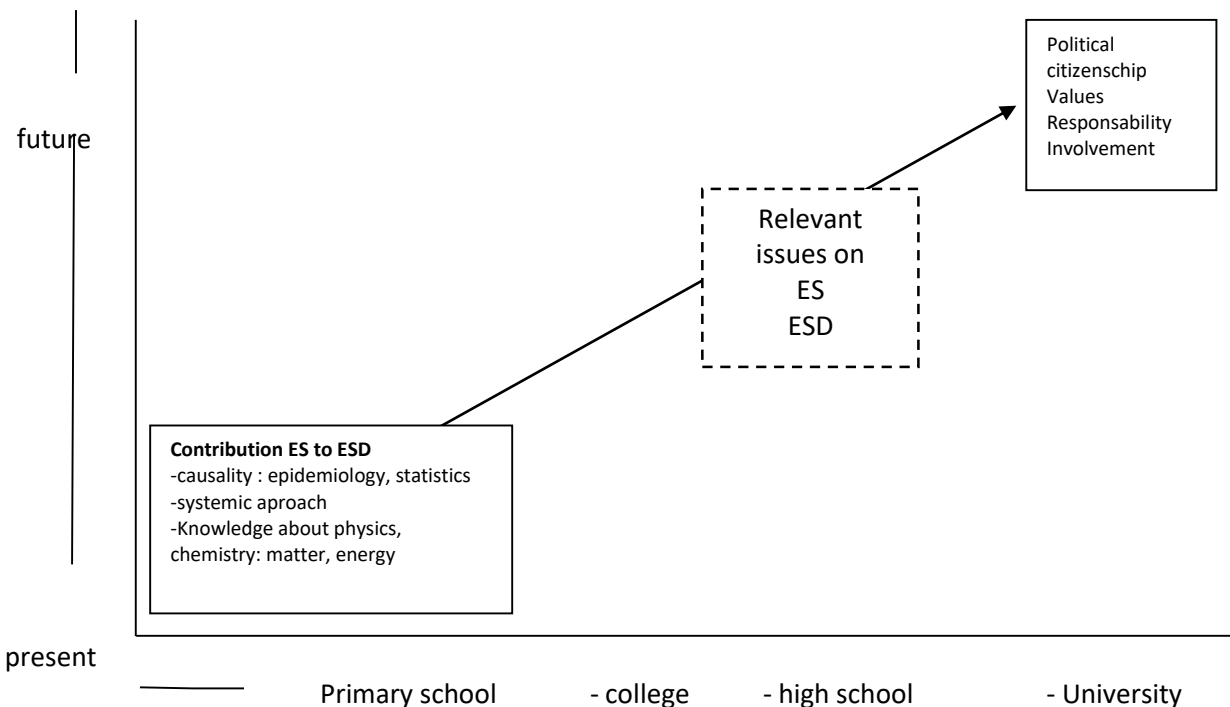 Political
citizenship
Values
Responsability
Involvement
future
Relevant
issues on
ES
ESD
Contribution ES to ESD
-causality : epidemiology, statistics
-systemic aproach
-Knowledge about physics,
chemistry: matter, energy
present
Primary school - college - high school - University